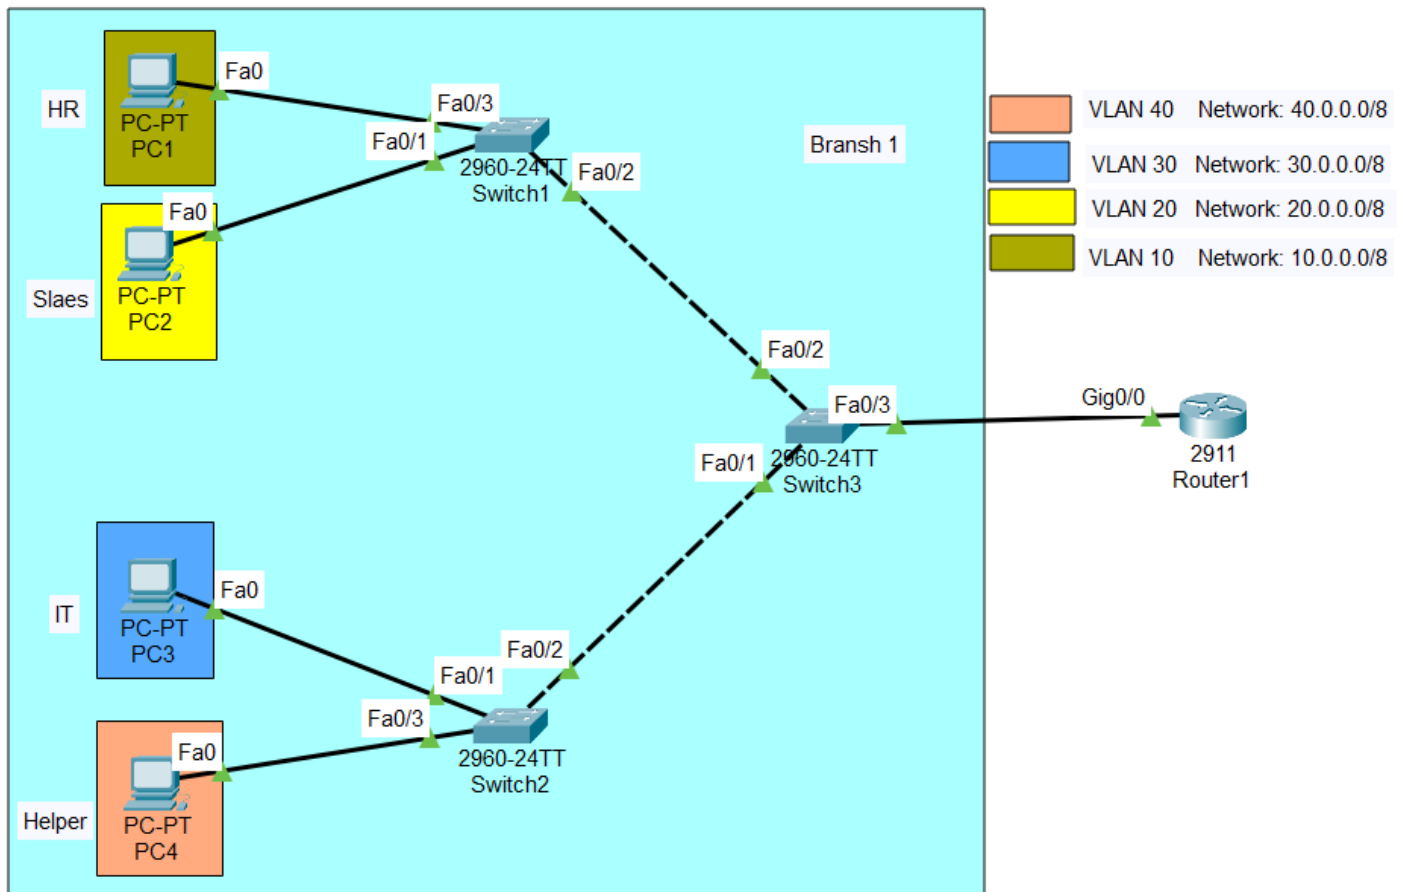 HR
Fa0
PC-PT
PC1
Fa0/3
Fa0/1
2960-24TT
Switch1
Fa0/2
Bransh 1
VLAN 40 Network: 40.0.0.0/8
VLAN 30 Network: 30.0.0.0/8
VLAN 20 Network: 20.0.0.0/8
VLAN 10 Network: 10.0.0.0/8
Slaes
Fa0
PC-PT
PC2
Fa0/2
Fa0/3
Fa0/1
2960-24TT
Switch3
Gig0/0
2911
Router1
IT
Fa0
PC-PT
PC3
Fa0/1
Fa0/2
Fa0/3
2960-24TT
Switch2
Helper
Fa0
PC-PT
PC4